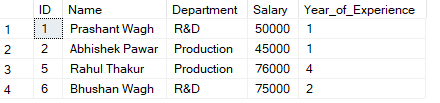 ID Name Department Salary Year_of_Experience
1 1 Prashant Wagh R&D 50000 1
2 2 Abhishek Pawar Production 45000 1
3 5 Rahul Thakur Production 76000 4
4 6 Bhushan Wagh R&D 75000 2